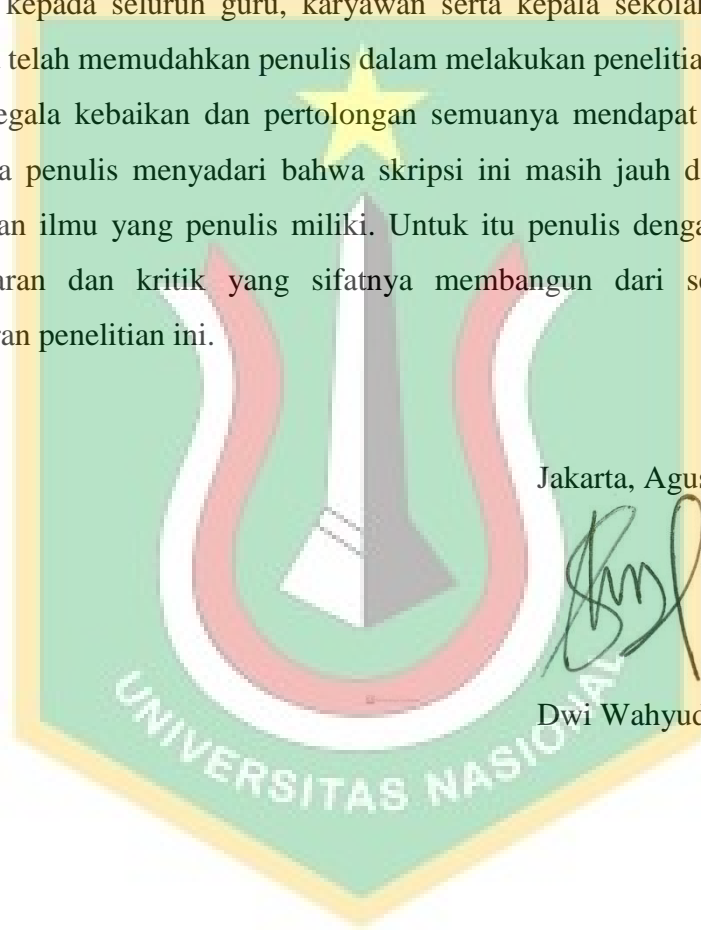 kepada seluruh guru, karyawan serta kepala sekolah
telah memudahkan penulis dalam melakukan penelitia
egala kebaikan dan pertolongan semuanya mendapat
a penulis menyadari bahwa skripsi ini masih jauh d
an ilmu yang penulis miliki. Untuk itu penulis denga
aran dan kritik yang sifatnya membangun dari se
an penelitian ini.
Jakarta, Agus
Dwi Wahyud
UNIVERSITAS NASIONAL